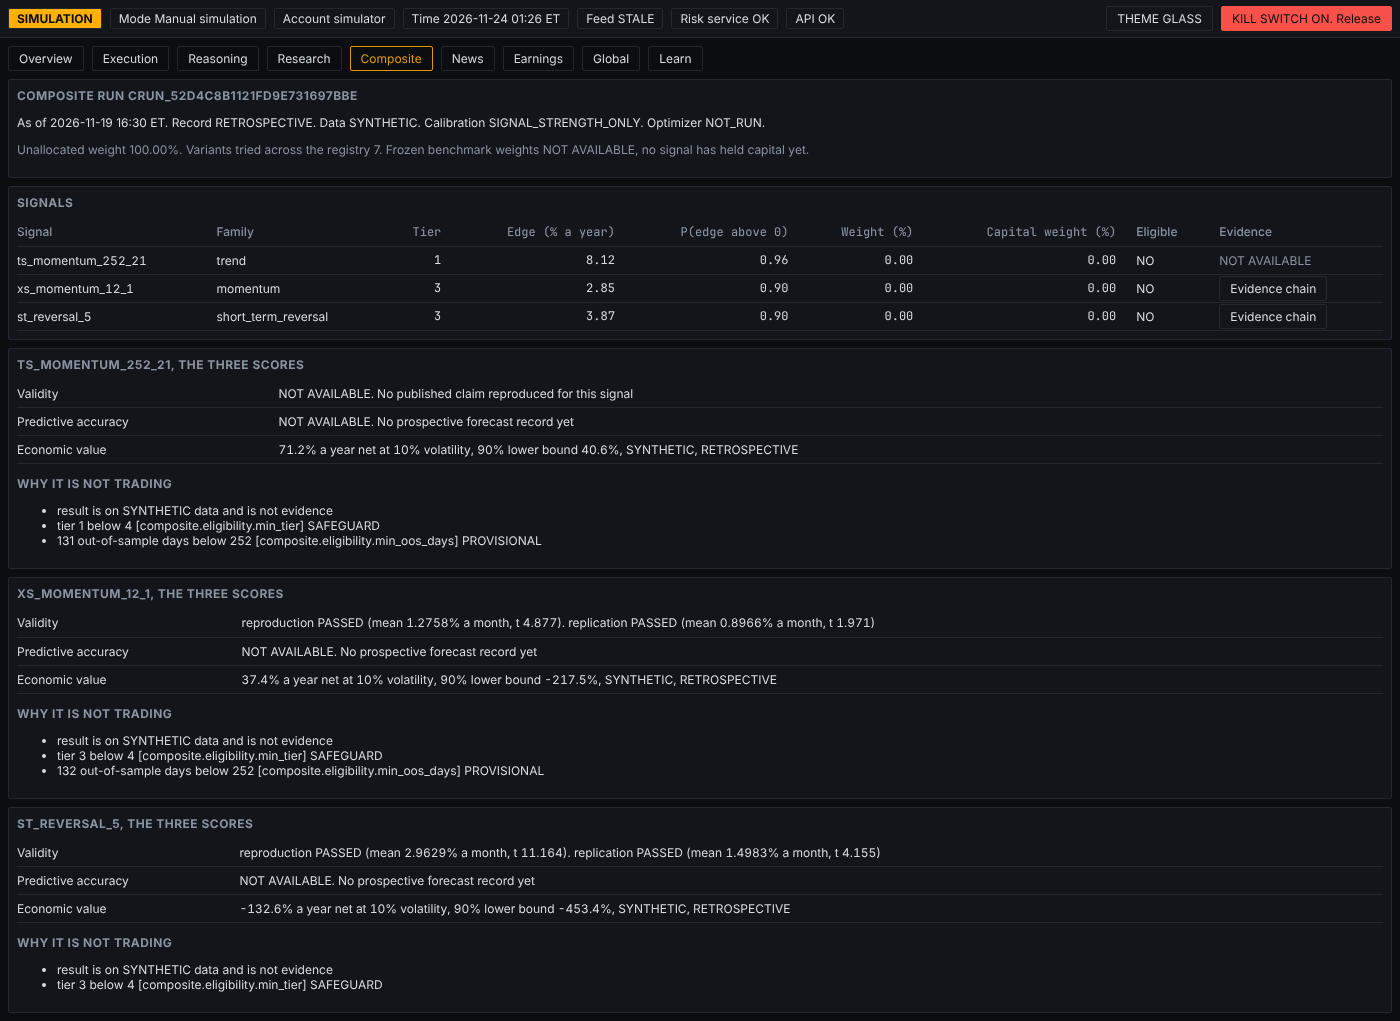 SIMULATION Mode Manual simulation Account simulator Time 2026-11-24 01:26 ET Feed STALE Risk service OK API OK THEME GLASS KILL SWITCH ON. Release
Overview Execution Reasoning Research Composite News Earnings Global Learn
COMPOSITE RUN CRUN_52D4C8B1121FD9E731697BBE
As of 2026-11-19 16:30 ET. Record RETROSPECTIVE. Data SYNTHETIC. Calibration SIGNAL_STRENGTH_ONLY. Optimizer NOT_RUN.
Unallocated weight 100.00%. Variants tried across the registry 7. Frozen benchmark weights NOT AVAILABLE, no signal has held capital yet.
SIGNALS
Signal Family Tier Edge (% a year) P(edge above 0) Weight (%) Capital weight (%) Eligible Evidence
ts_momentum_252_21 trend 1 8.12 0.96 0.00 0.00 NO NOT AVAILABLE
xs_momentum_12_1 momentum 3 2.85 0.90 0.00 0.00 NO Evidence chain
st_reversal_5 short_term_reversal 3 3.87 0.90 0.00 0.00 NO Evidence chain
TS_MOMENTUM_252_21, THE THREE SCORES
Validity NOT AVAILABLE. No published claim reproduced for this signal
Predictive accuracy NOT AVAILABLE. No prospective forecast record yet
Economic value 71.2% a year net at 10% volatility, 90% lower bound 40.6%, SYNTHETIC, RETROSPECTIVE
WHY IT IS NOT TRADING
• result is on SYNTHETIC data and is not evidence
• tier 1 below 4 [composite.eligibility.min_tier] SAFEGUARD
• 131 out-of-sample days below 252 [composite.eligibility.min_oos_days] PROVISIONAL
XS_MOMENTUM_12_1, THE THREE SCORES
Validity reproduction PASSED (mean 1.2758% a month, t 4.877). replication PASSED (mean 0.8966% a month, t 1.971)
Predictive accuracy NOT AVAILABLE. No prospective forecast record yet
Economic value 37.4% a year net at 10% volatility, 90% lower bound -217.5%, SYNTHETIC, RETROSPECTIVE
WHY IT IS NOT TRADING
• result is on SYNTHETIC data and is not evidence
• tier 3 below 4 [composite.eligibility.min_tier] SAFEGUARD
• 132 out-of-sample days below 252 [composite.eligibility.min_oos_days] PROVISIONAL
ST_REVERSAL_5, THE THREE SCORES
Validity reproduction PASSED (mean 2.9629% a month, t 11.164). replication PASSED (mean 1.4983% a month, t 4.155)
Predictive accuracy NOT AVAILABLE. No prospective forecast record yet
Economic value -132.6% a year net at 10% volatility, 90% lower bound -453.4%, SYNTHETIC, RETROSPECTIVE
WHY IT IS NOT TRADING
• result is on SYNTHETIC data and is not evidence
• tier 3 below 4 [composite.eligibility.min_tier] SAFEGUARD